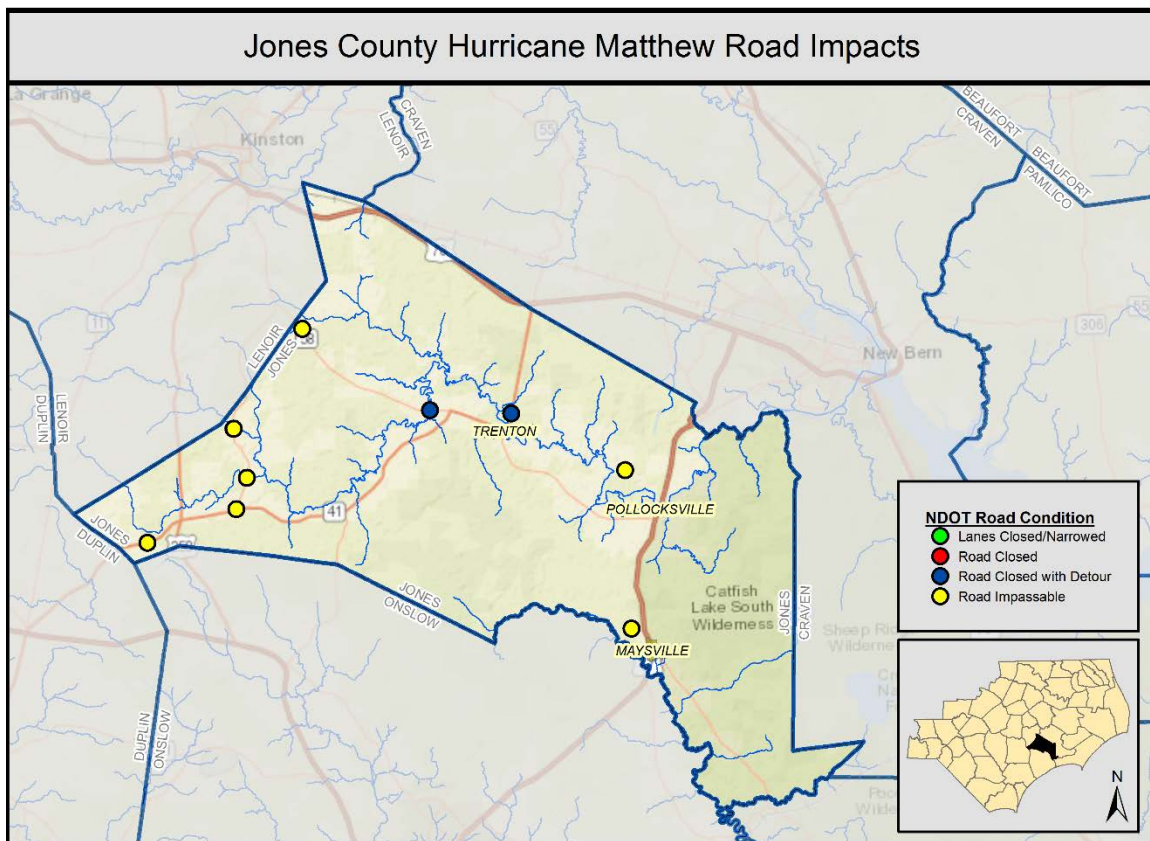 Jones County Hurricane Matthew Road Impacts
La Grange
Kinston
CRAVEN
LENOIR
55
BEAUFORT
CRAVEN
BEAUFORT
PAMLICO
70
11
LENOIR
JONES
58
306
55
New Bern
LENOIR
DUPLIN
TRENTON
POLLOCKSVILLE
41
JONES
DUPLIN
258
JONES
ONSLOW
Catfish
Lake South
Wilderness
JONES
CRAVEN
MAYSVILLE
DUPLIN
ONSLOW
NDOT Road Condition
Lanes Closed/Narrowed
Road Closed
Road Closed with Detour
Road Impassable
Sheep Ri
Wilderne
N